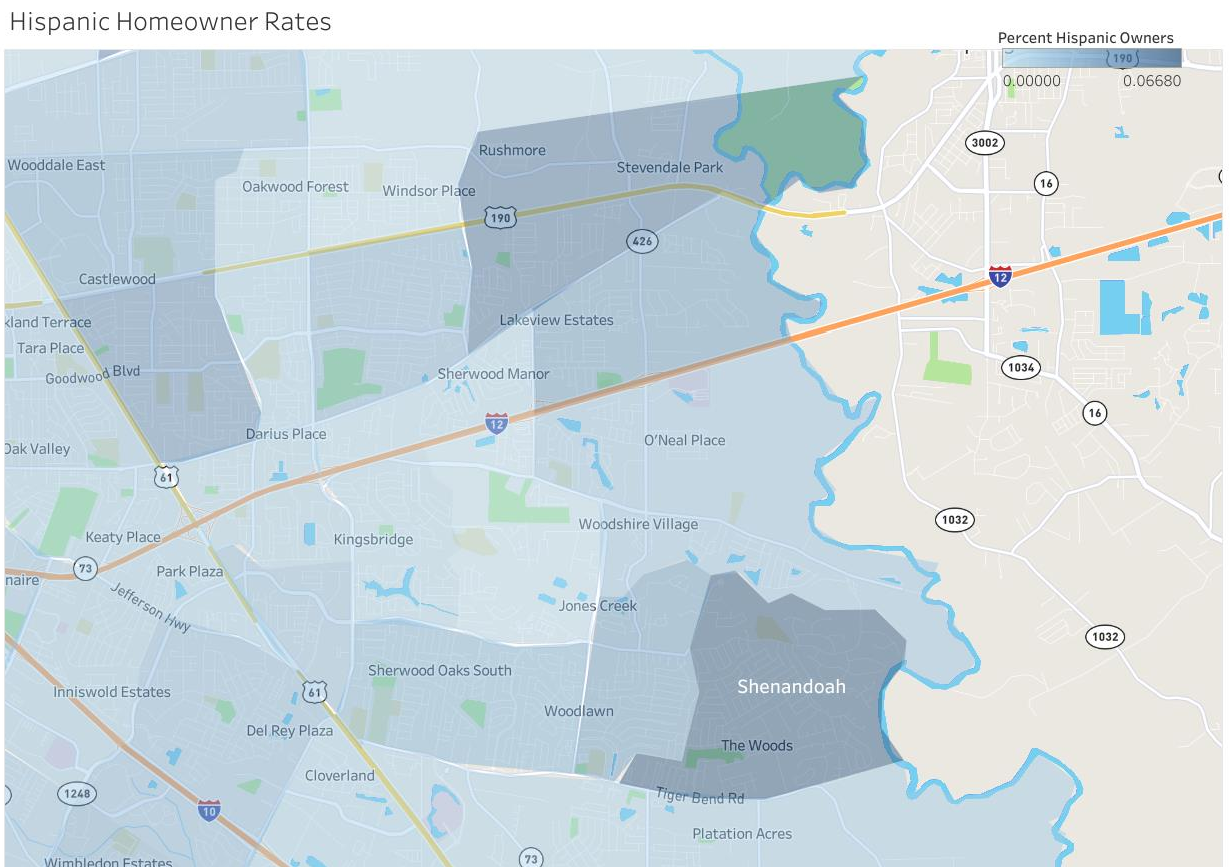 Hispanic Homeowner Rates
Percent Hispanic Owners
190
0.00000
0.06680
3002
Rushmore
Wooddale East
Stevendale Park
Oakwood Forest
Windsor Place
16
190
426
Castlewood
12
kland Terrace
Lakeview Estates
Tara Place
Goodwood Blvd
Sherwood Manor
1034
16
12
Darius Place
O'Neal Place
Oak Valley
61
1032
Woodshire Village
Keaty Place
Kingsbridge
73
Park Plaza
naire
Jefferson Hwy
Jones Creek
1032
Sherwood Oaks South
Inniswold Estates
61
Shenandoah
Woodlawn
Del Rey Plaza
The Woods
Cloverland
1248
Tiger Bend Rd
10
Platation Acres
73
Wimbledon Estates